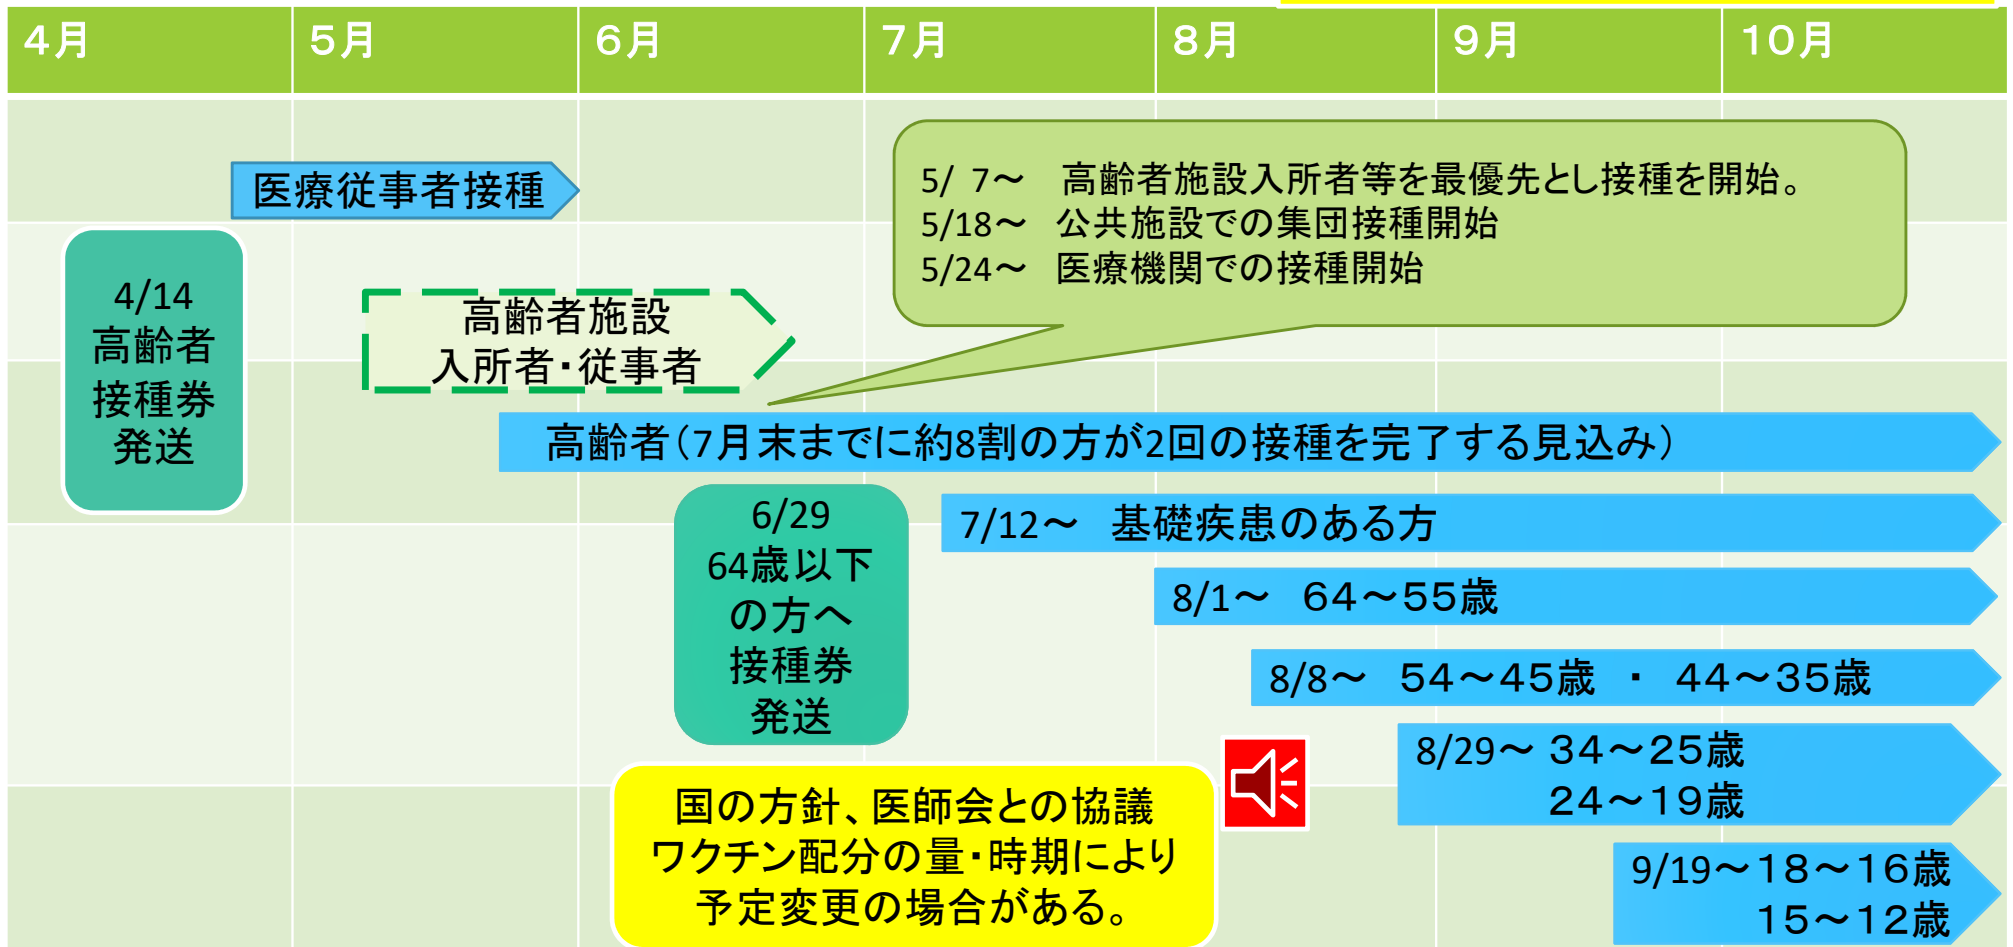 4月
5月
6月
7月
8月
9月
10月
医療従事者接種
5/ 7～　高齢者施設入所者等を最優先とし接種を開始。
5/18～　公共施設での集団接種開始
5/24～　医療機関での接種開始
4/14
高齢者
接種券
発送
高齢者施設
入所者・従事者
高齢者（7月末までに約8割の方が2回の接種を完了する見込み）
6/29
64歳以下
の方へ
接種券
発送
7/12～　基礎疾患のある方
8/1～　６４～５５歳
8/8～　５４～４５歳　・　４４～３５歳
8/29～ ３４～２５歳
２４～１９歳
国の方針、医師会との協議
ワクチン配分の量・時期により
予定変更の場合がある。
9/19～１８～１６歳
１５～１２歳